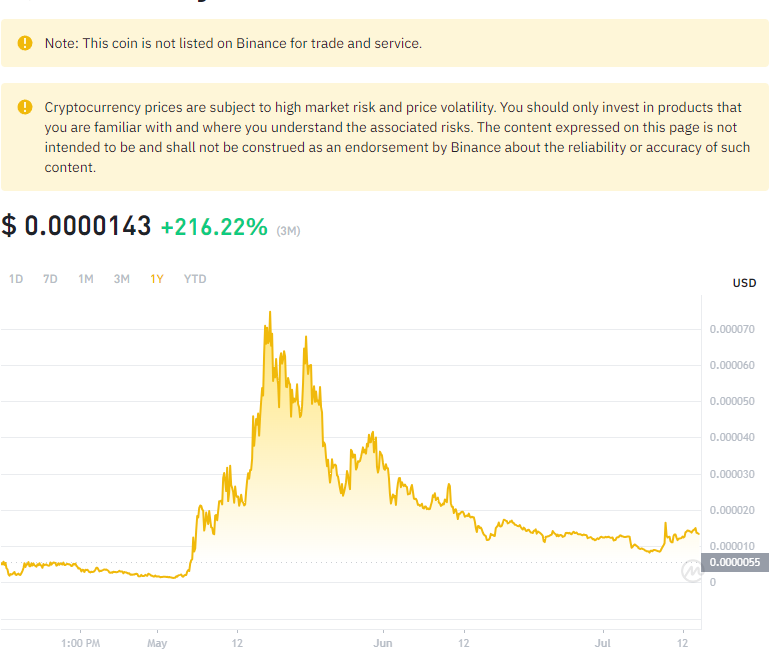 Note: This coin is not listed on Binance for trade and service.
Cryptocurrency prices are subject to high market risk and price volatility. You should only invest in products that
you are familiar with and where you understand the associated risks. The content expressed on this page is not
intended to be and shall not be construed as an endorsement by Binance about the reliability or accuracy of such
content.
$ 0.0000143 +216.22% (3M)
1D 7D 1M 3M 1Y YTD
USD
0.000070
0.000060
0.000050
0.000040
0.000030
0.000020
0.000010
0.0000055
0
1:00 PM May 12 Jun 12 Jul 12